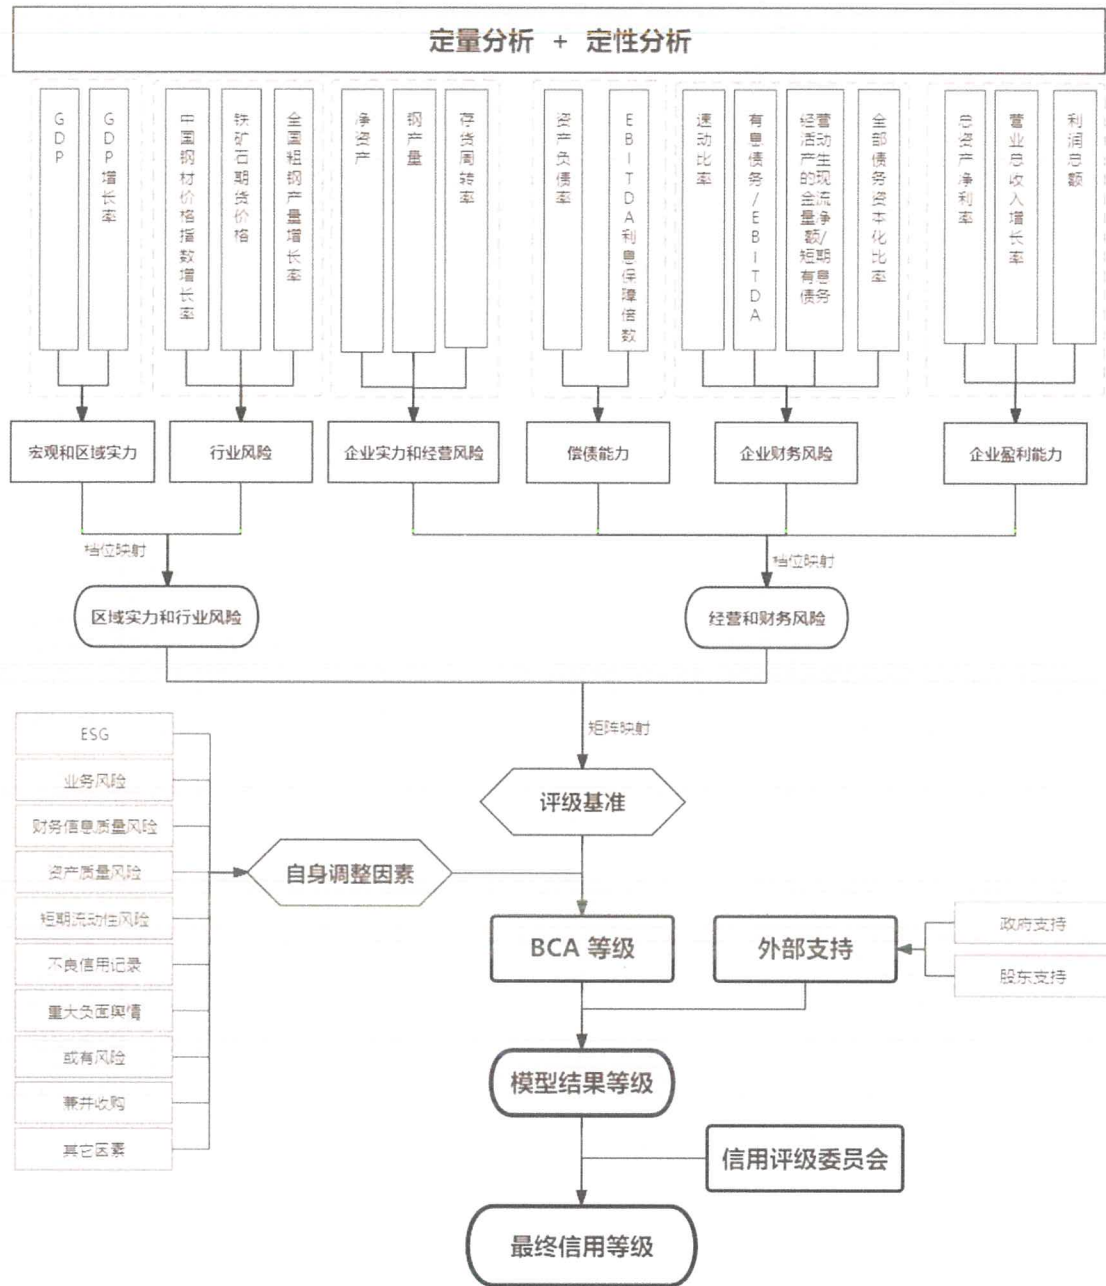 定量分析 + 定性分析
GDP
GDP增长率
中国钢材价格指数增长率
铁矿石期货价格
全国粗钢产量增长率
净资产
钢产量
存货周转率
资产负债率
EBITDA利息保障倍数
速动比率
有息债务/EBITDA
经营活动产生的现金流量净额/短期有息债务
全部债务资本化比率
总资产净利率
营业总收入增长率
利润总额
宏观和区域实力
行业风险
企业实力和经营风险
偿债能力
企业财务风险
企业盈利能力
档位映射
档位映射
区域实力和行业风险
经营和财务风险
矩阵映射
ESG
业务风险
财务信息质量风险
资产质量风险
短期流动性风险
不良信用记录
重大负面舆情
或有风险
兼并收购
其它因素
评级基准
自身调整因素
BCA 等级
外部支持
政府支持
股东支持
模型结果等级
信用评级委员会
最终信用等级